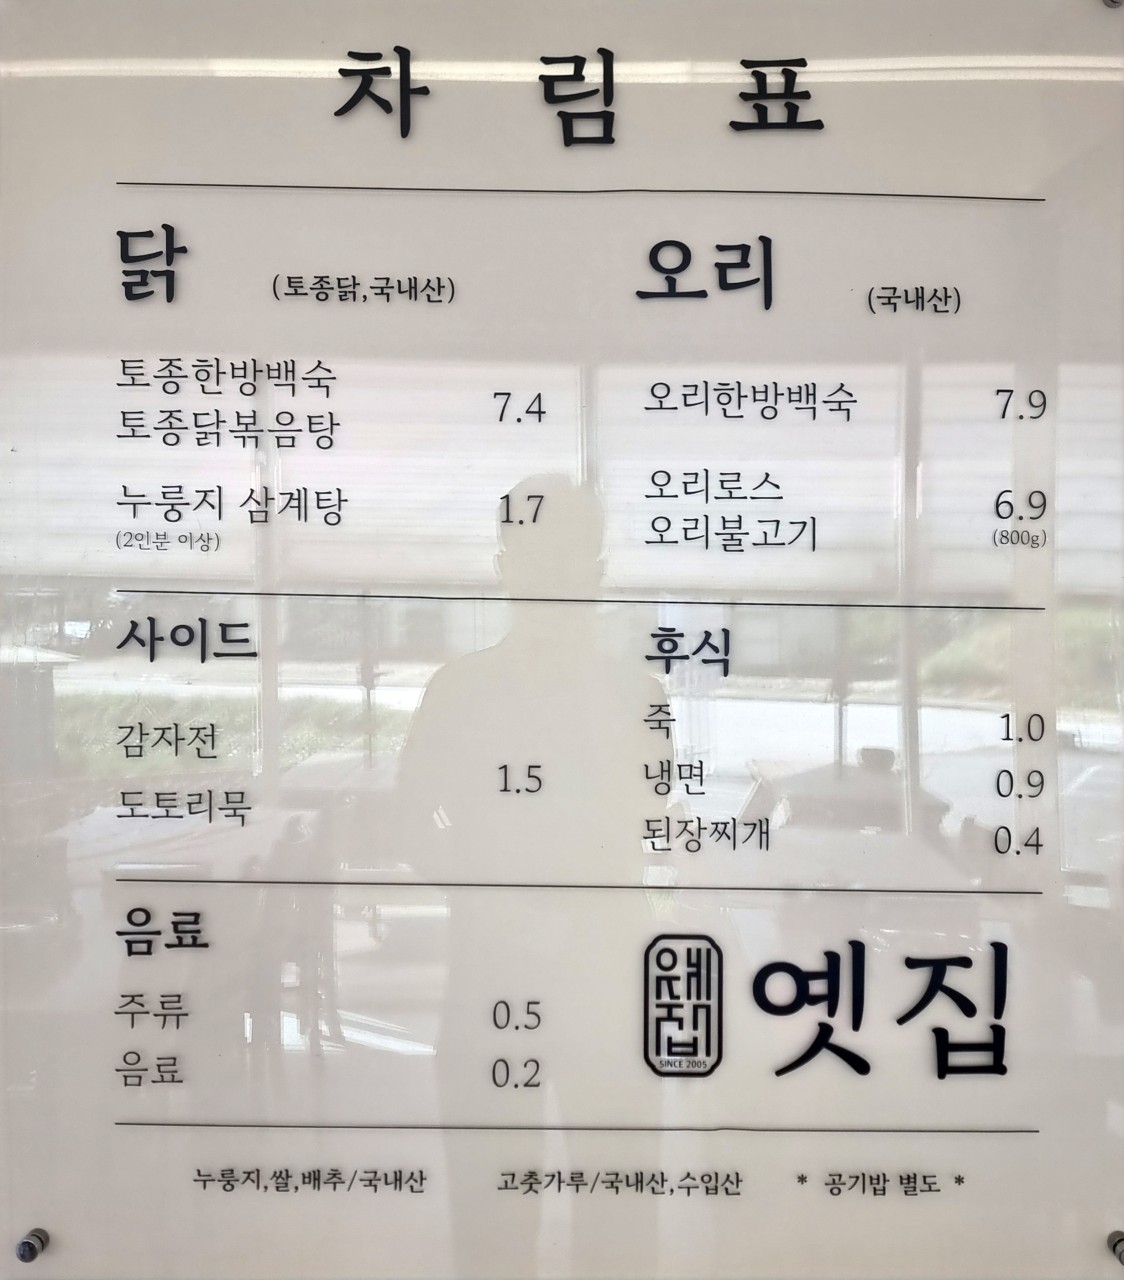 차림표
닭 (토종닭,국내산)
토종한방백숙
토종닭볶음탕
7.4
누룽지 삼계탕 1.7
(2인분 이상)
오리 (국내산)
오리한방백숙 7.9
오리로스
오리불고기
6.9
(800g)
사이드
감자전
도토리묵
1.5
후식
죽 1.0
냉면 0.9
된장찌개 0.4
음료
주류 0.5
음료 0.2
옛집
SINCE 2005
옛집
누룽지,쌀,배추/국내산 고춧가루/국내산,수입산 * 공기밥 별도 *